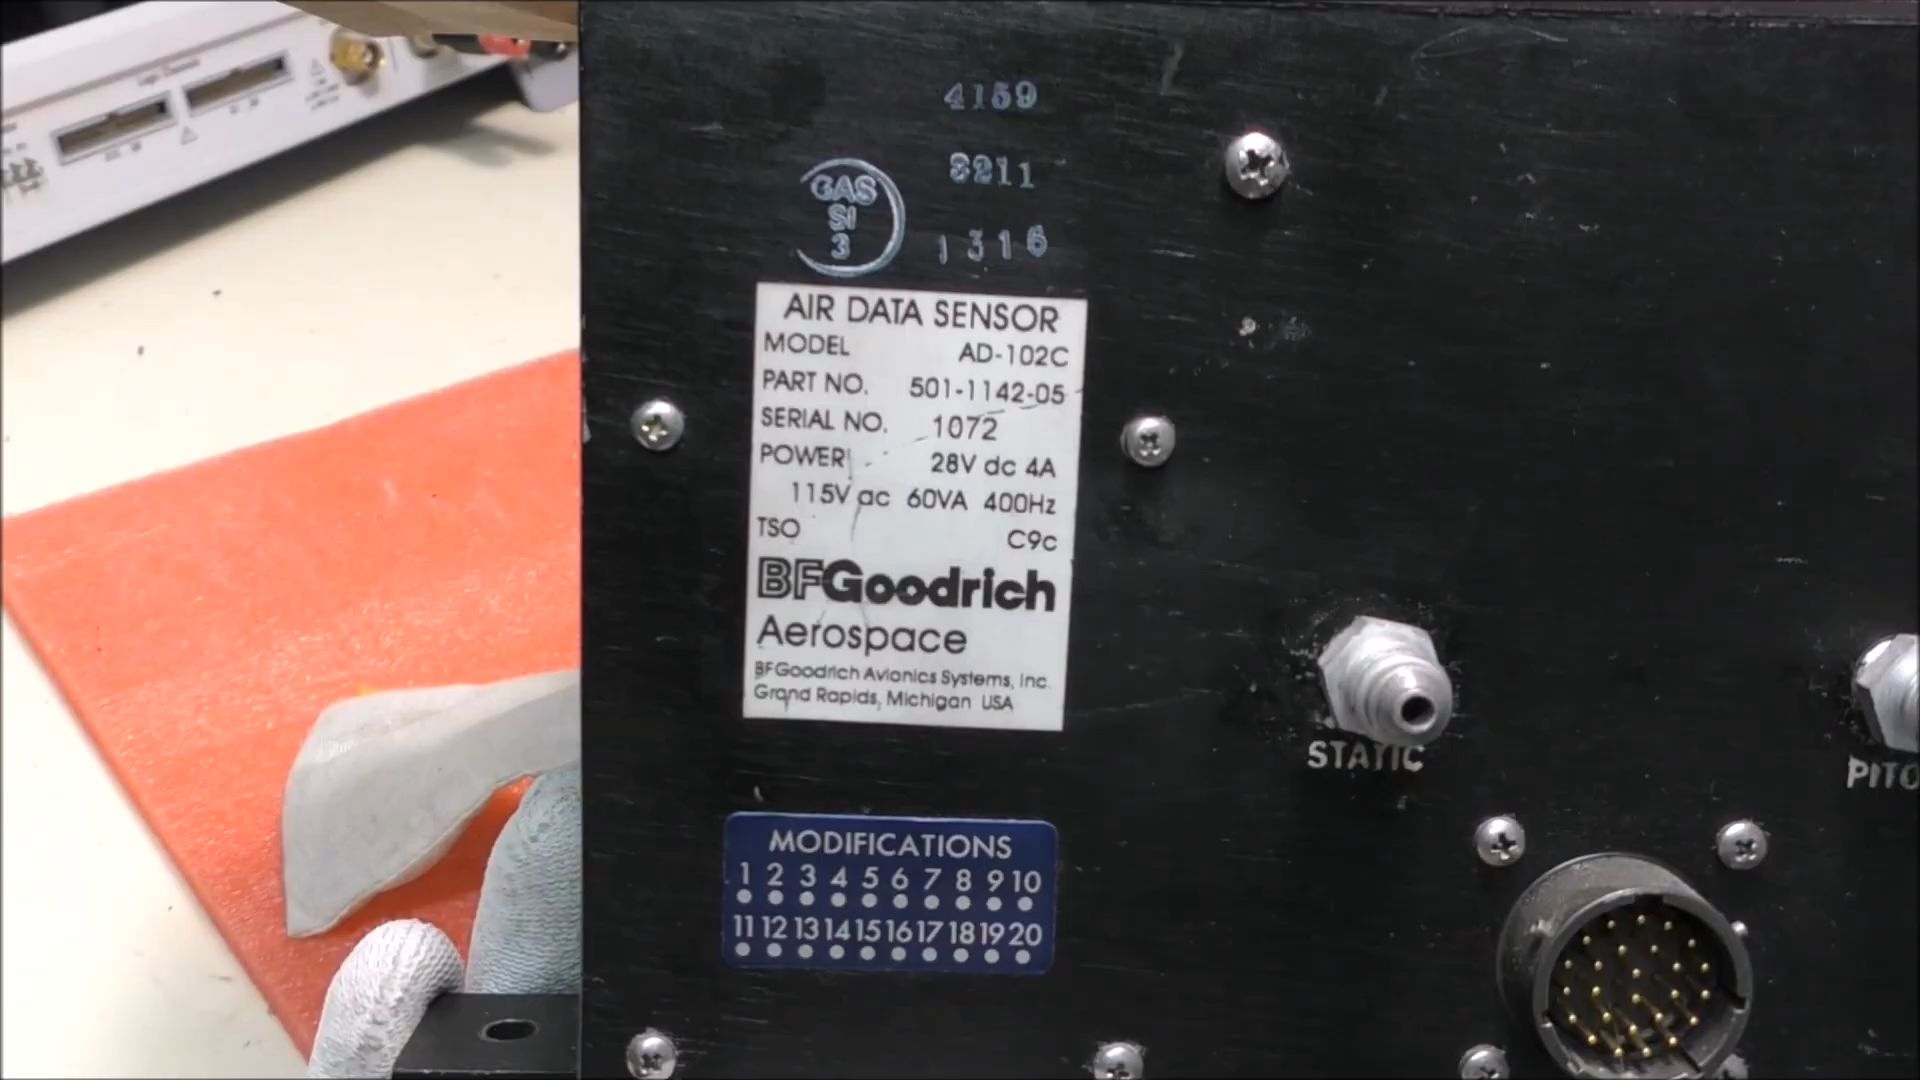 4159
8211
GAS
SI
3
1316
AIR DATA SENSOR
MODEL AD-102C
PART NO. 501-1142-05
SERIAL NO. 1072
POWER 28V dc 4A
115V ac 60VA 400Hz
TSO C9c
BFGoodrich
Aerospace
BFGoodrich Avionics Systems, Inc.
Grand Rapids, Michigan USA
STATIC
PITO
MODIFICATIONS
1 2 3 4 5 6 7 8 9 10
11 12 13 14 15 16 17 18 19 20